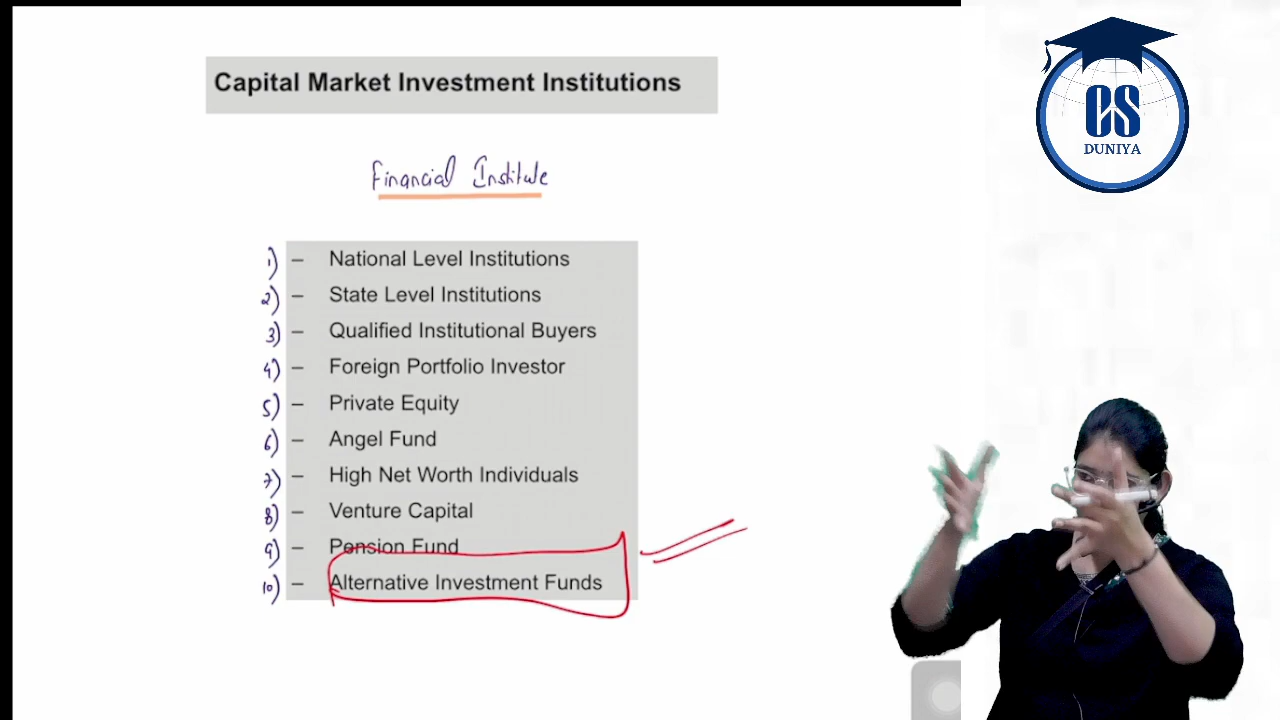 Capital Market Investment Institutions
CS
DUNIYA
Financial Institute
1) – National Level Institutions
2) – State Level Institutions
3) – Qualified Institutional Buyers
4) – Foreign Portfolio Investor
5) – Private Equity
6) – Angel Fund
7) – High Net Worth Individuals
8) – Venture Capital
9) – Pension Fund
10) – Alternative Investment Funds